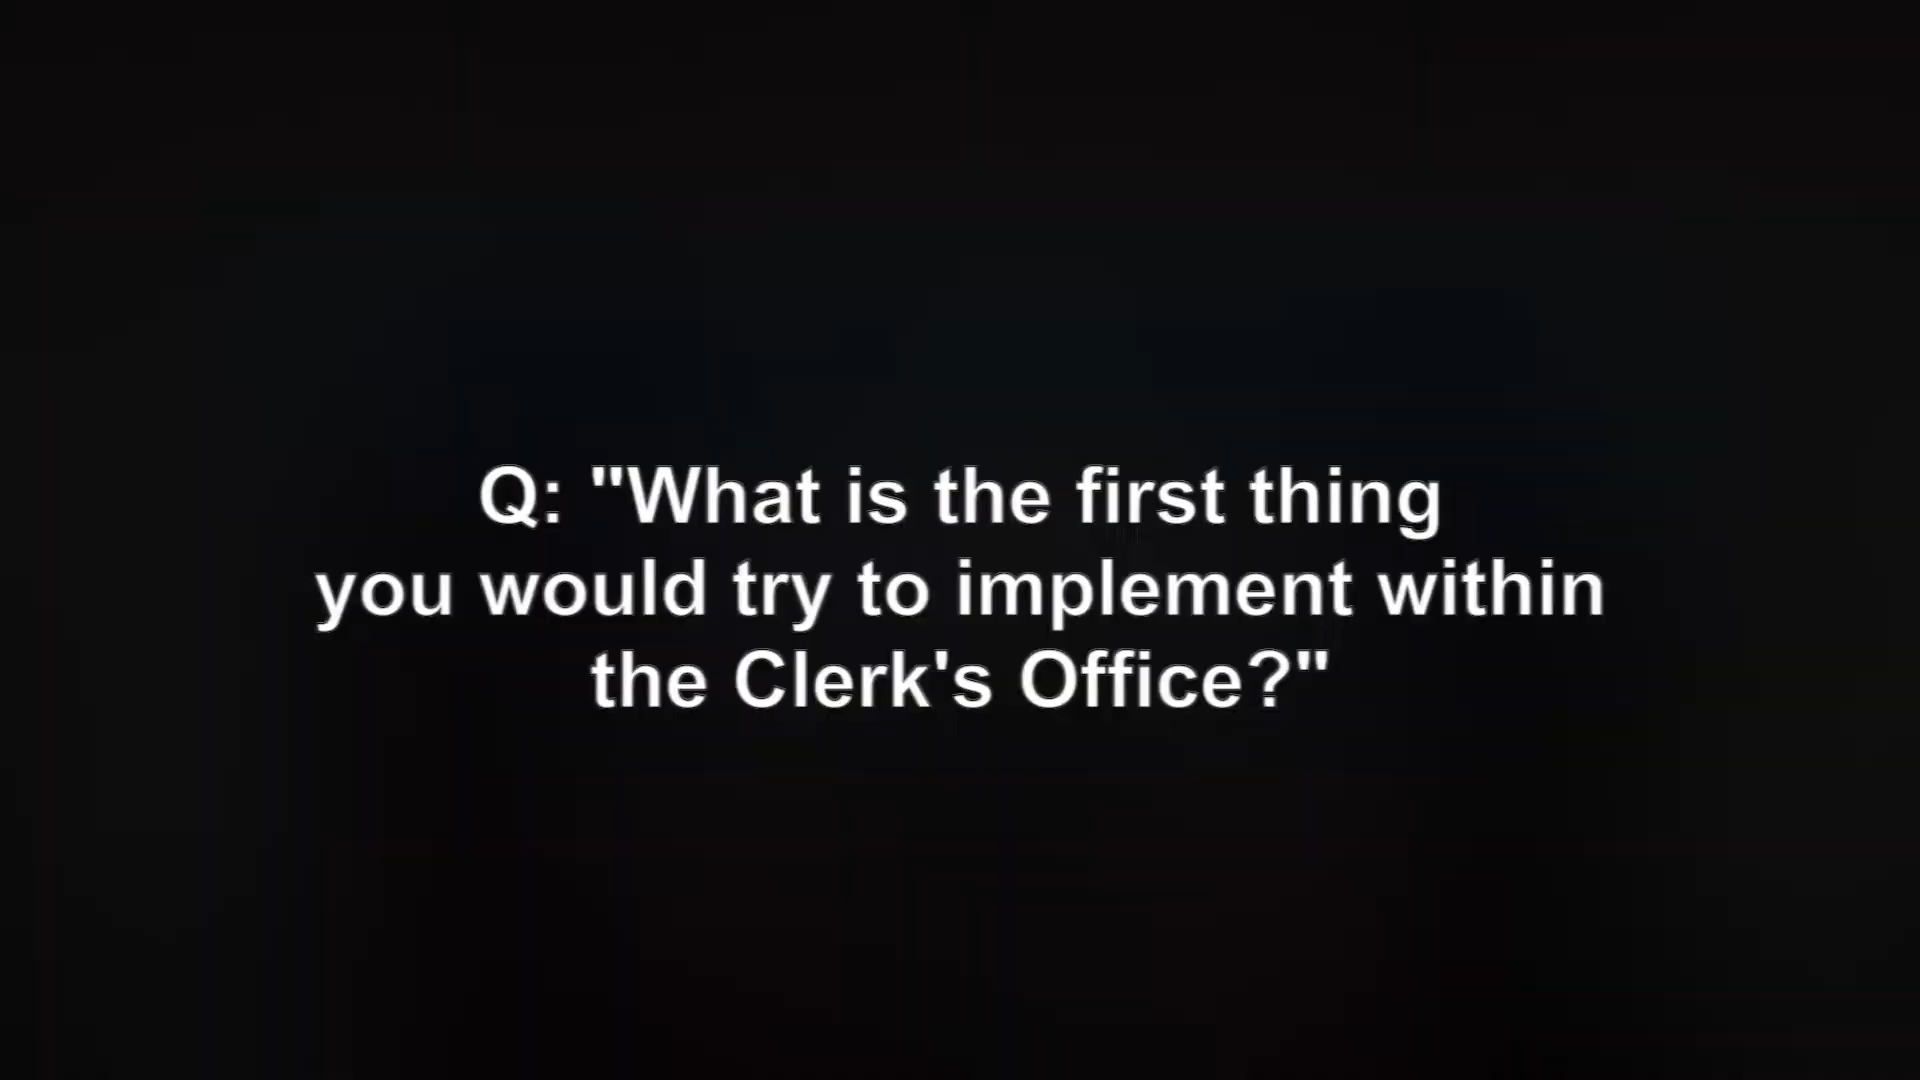 Q: "What is the first thing
you would try to implement within
the Clerk's Office?"